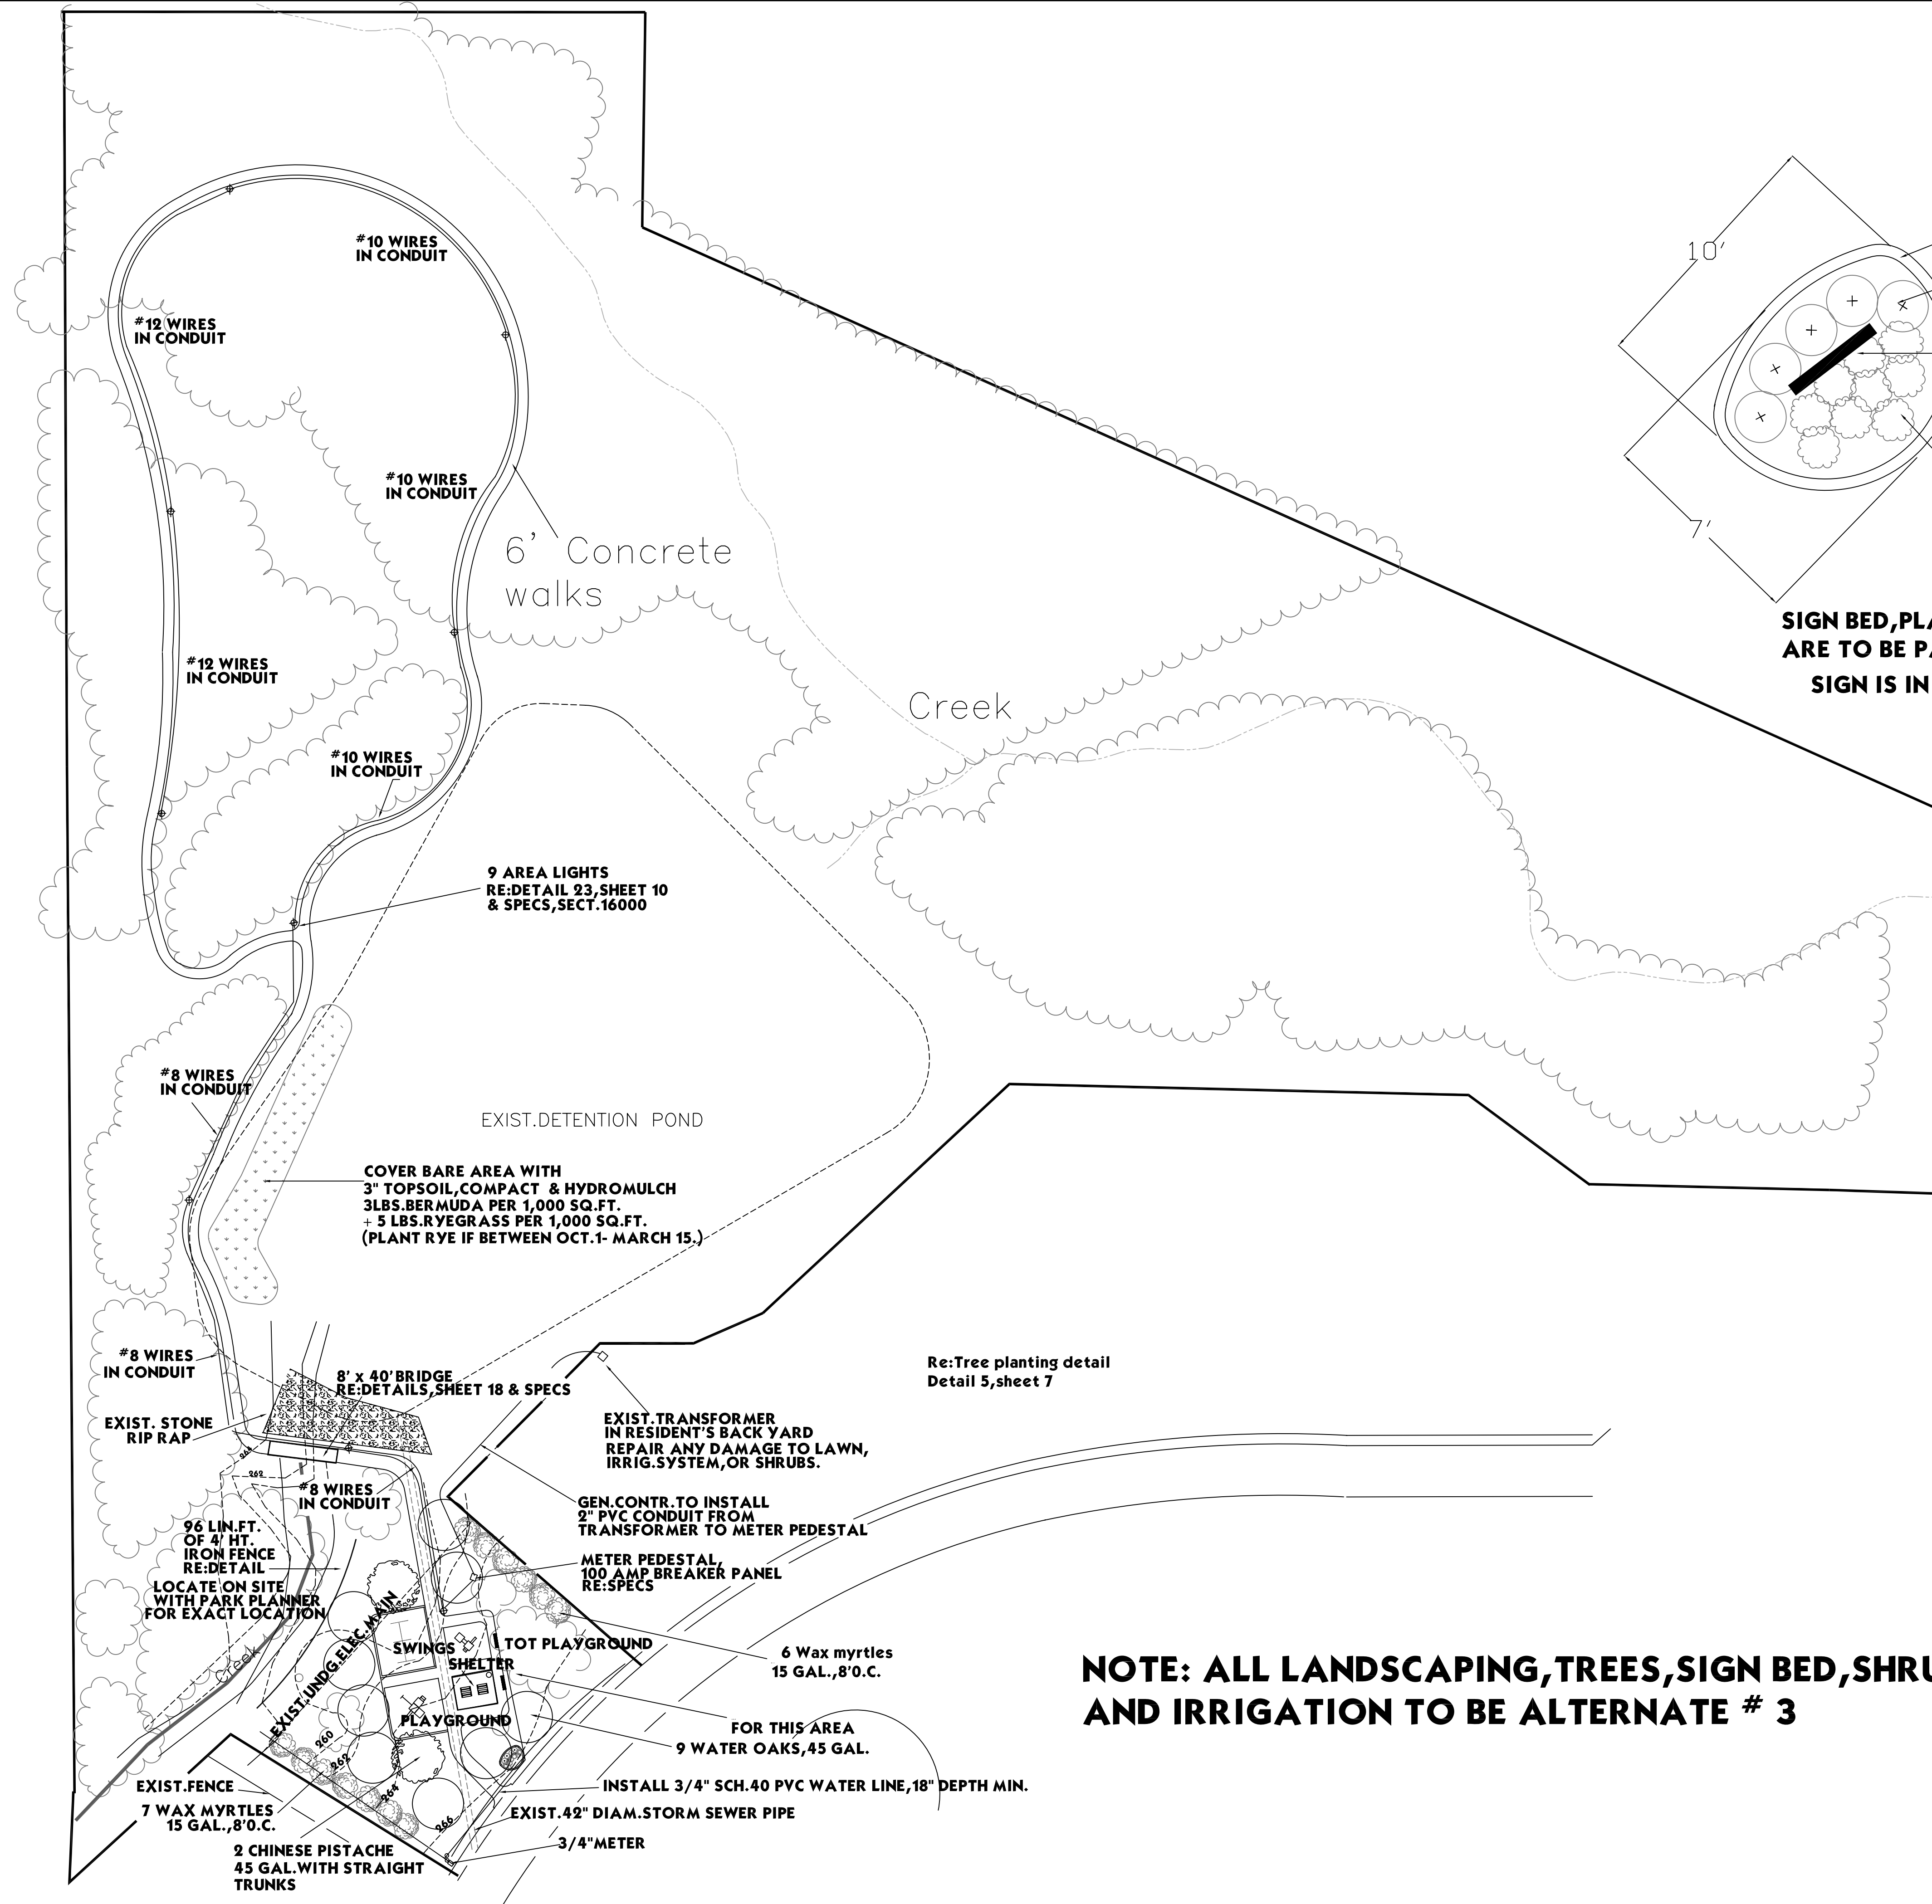 #10 WIRES
IN CONDUIT
10'
#12 WIRES
IN CONDUIT
#10 WIRES
IN CONDUIT
7'
6' Concrete
walks
SIGN BED,PLA
ARE TO BE PA
SIGN IS IN
#12 WIRES
IN CONDUIT
Creek
#10 WIRES
IN CONDUIT
9 AREA LIGHTS
RE:DETAIL 23,SHEET 10
& SPECS,SECT.16000
#8 WIRES
IN CONDUIT
EXIST.DETENTION POND
COVER BARE AREA WITH
3" TOPSOIL,COMPACT & HYDROMULCH
3LBS.BERMUDA PER 1,000 SQ.FT.
+ 5 LBS.RYEGRASS PER 1,000 SQ.FT.
(PLANT RYE IF BETWEEN OCT.1- MARCH 15.)
#8 WIRES
IN CONDUIT
8' x 40'BRIDGE
RE:DETAILS,SHEET 18 & SPECS
Re:Tree planting detail
Detail 5,sheet 7
EXIST. STONE
RIP RAP
EXIST.TRANSFORMER
IN RESIDENT'S BACK YARD
REPAIR ANY DAMAGE TO LAWN,
IRRIG.SYSTEM,OR SHRUBS.
264
262
#8 WIRES
IN CONDUIT
GEN.CONTR.TO INSTALL
2" PVC CONDUIT FROM
TRANSFORMER TO METER PEDESTAL
96 LIN.FT.
OF 4' HT.
IRON FENCE
RE:DETAIL
LOCATE ON SITE
WITH PARK PLANNER
FOR EXACT LOCATION
METER PEDESTAL,
100 AMP BREAKER PANEL
RE:SPECS
EXIST.UNDG.ELEC.MAIN
SWINGS
TOT PLAYGROUND
SHELTER
6 Wax myrtles
15 GAL.,8'O.C.
Creek
NOTE: ALL LANDSCAPING,TREES,SIGN BED,SHRU
AND IRRIGATION TO BE ALTERNATE # 3
PLAYGROUND
FOR THIS AREA
9 WATER OAKS,45 GAL.
260
262
264
266
EXIST.FENCE
INSTALL 3/4" SCH.40 PVC WATER LINE,18" DEPTH MIN.
7 WAX MYRTLES
15 GAL.,8'O.C.
EXIST.42" DIAM.STORM SEWER PIPE
3/4"METER
2 CHINESE PISTACHE
45 GAL.WITH STRAIGHT
TRUNKS